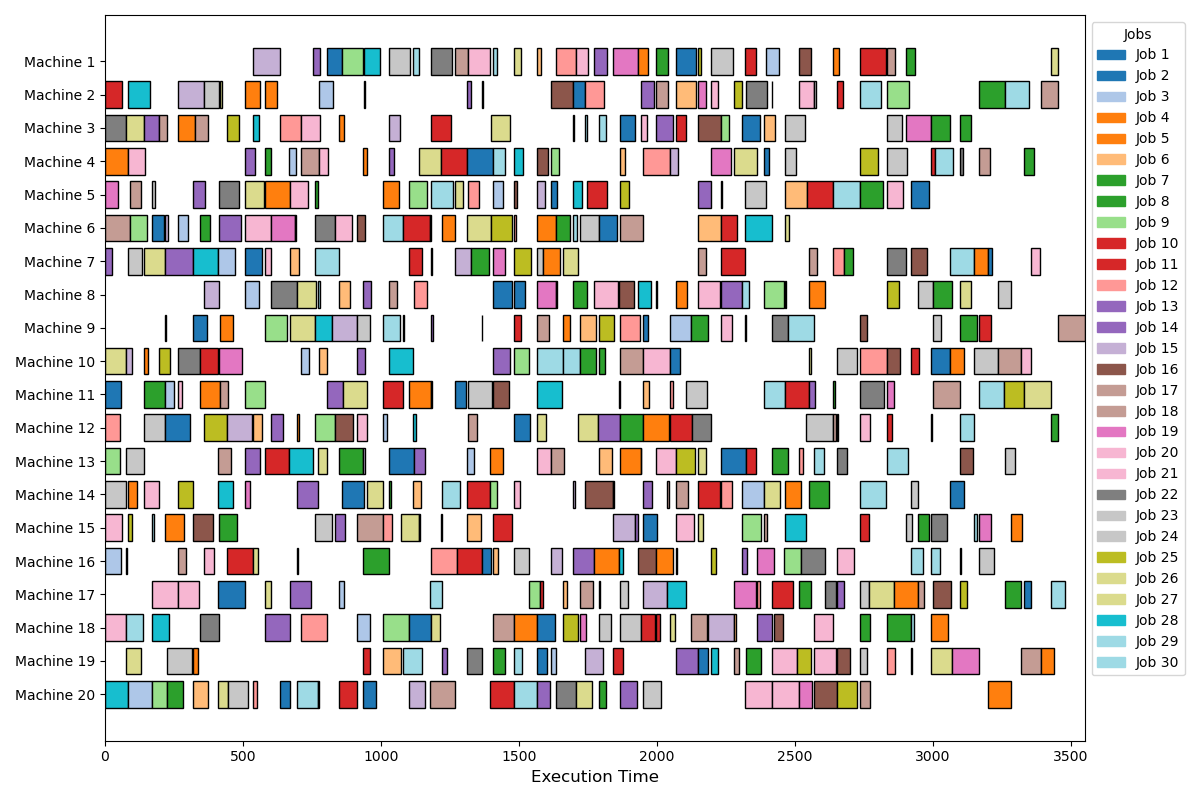 Machine 1
Machine 2
Machine 3
Machine 4
Machine 5
Machine 6
Machine 7
Machine 8
Machine 9
Machine 10
Machine 11
Machine 12
Machine 13
Machine 14
Machine 15
Machine 16
Machine 17
Machine 18
Machine 19
Machine 20
0 500 1000 1500 2000 2500 3000 3500
Execution Time
Jobs
Job 1
Job 2
Job 3
Job 4
Job 5
Job 6
Job 7
Job 8
Job 9
Job 10
Job 11
Job 12
Job 13
Job 14
Job 15
Job 16
Job 17
Job 18
Job 19
Job 20
Job 21
Job 22
Job 23
Job 24
Job 25
Job 26
Job 27
Job 28
Job 29
Job 30